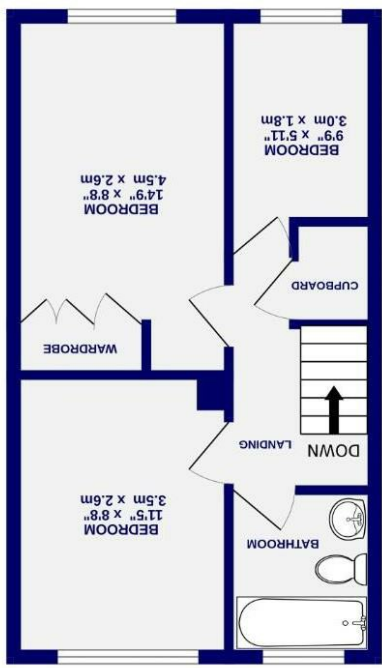 BEDROOM
11'5" x 8'8"
3.5m x 2.6m
BATHROOM
LANDING
DOWN
WARDROBE
CUPBOARD
BEDROOM
14'9" x 8'8"
4.5m x 2.6m
BEDROOM
9'9" x 5'11"
3.0m x 1.8m